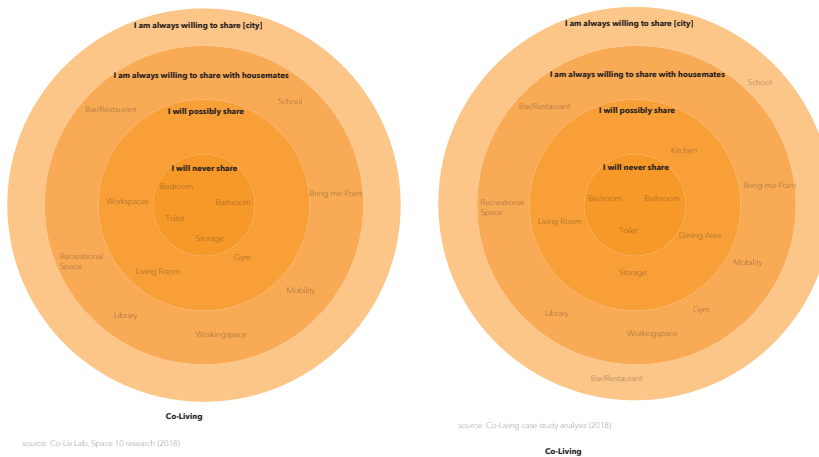 I am always willing to share [city]
I am always willing to share with housemates
School
Bar/Restaurant
I will possibly share
I will never share
Bedroom
Bring-me-Point
Workspaces
Bathroom
Toilet
Storage
Recreational
Space
Gym
Living Room
Mobility
Library
Workingspace
Co-Living
source: Co-Liv Lab, Space 10 research (2018)
I am always willing to share [city]
I am always willing to share with housemates
School
Bar/Restaurant
I will possibly share
Kitchen
I will never share
Bring-me-Point
Bedroom
Bathroom
Recreational
Space
Living Room
Toilet
Dining Area
Mobility
Storage
Gym
Library
Workingspace
Bar/Restaurant
source: Co-Living case study analysis (2018)
Co-Living